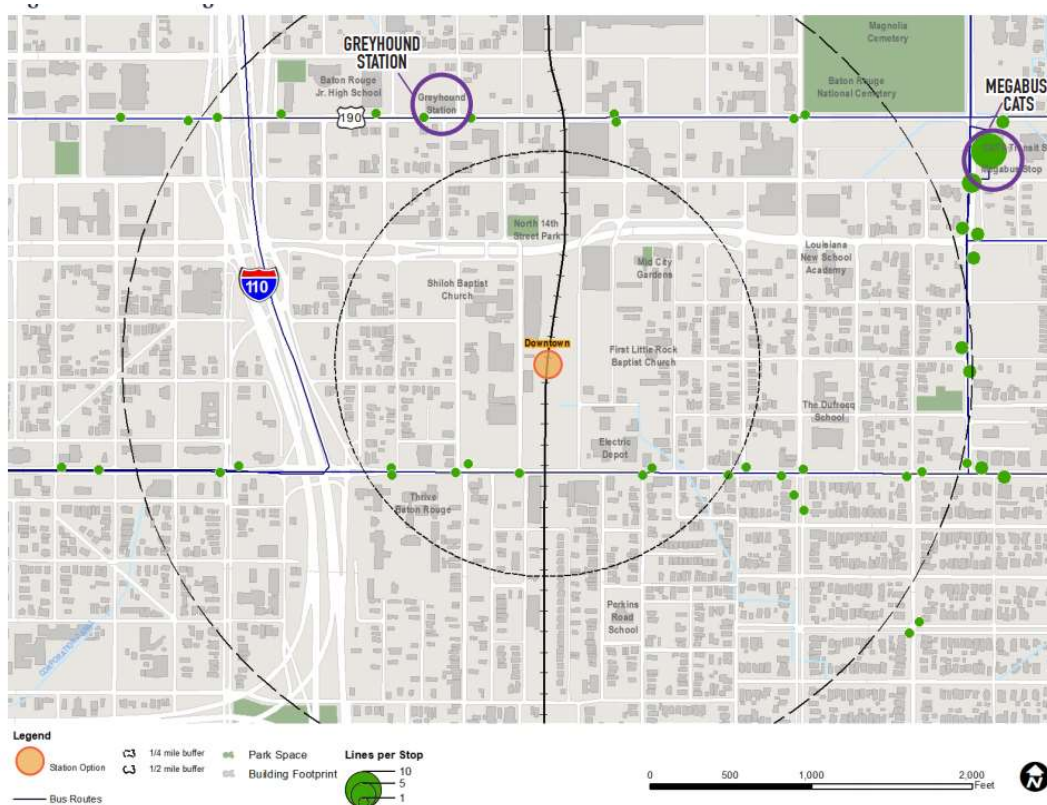 Magnolia
Cemetery
GREYHOUND
STATION
Baton Rouge
Jr. High School
Greyhound
Station
190
Baton Rouge
National Cemetery
MEGABUS
CATS
Megabus Stop
North 14th
Street Park
Mid City
Gardens
Louisiana
New School
Academy
110
Shiloh Baptist
Church
Downtown
First Little Rock
Baptist Church
The Dufrocq
School
Electric
Depot
Thrive
Baton Rouge
Perkins
Road
School
Legend
Station Option
1/4 mile buffer
1/2 mile buffer
Bus Routes
Park Space
Building Footprint
Lines per Stop
10
5
1
0 500 1,000 2,000
Feet
N